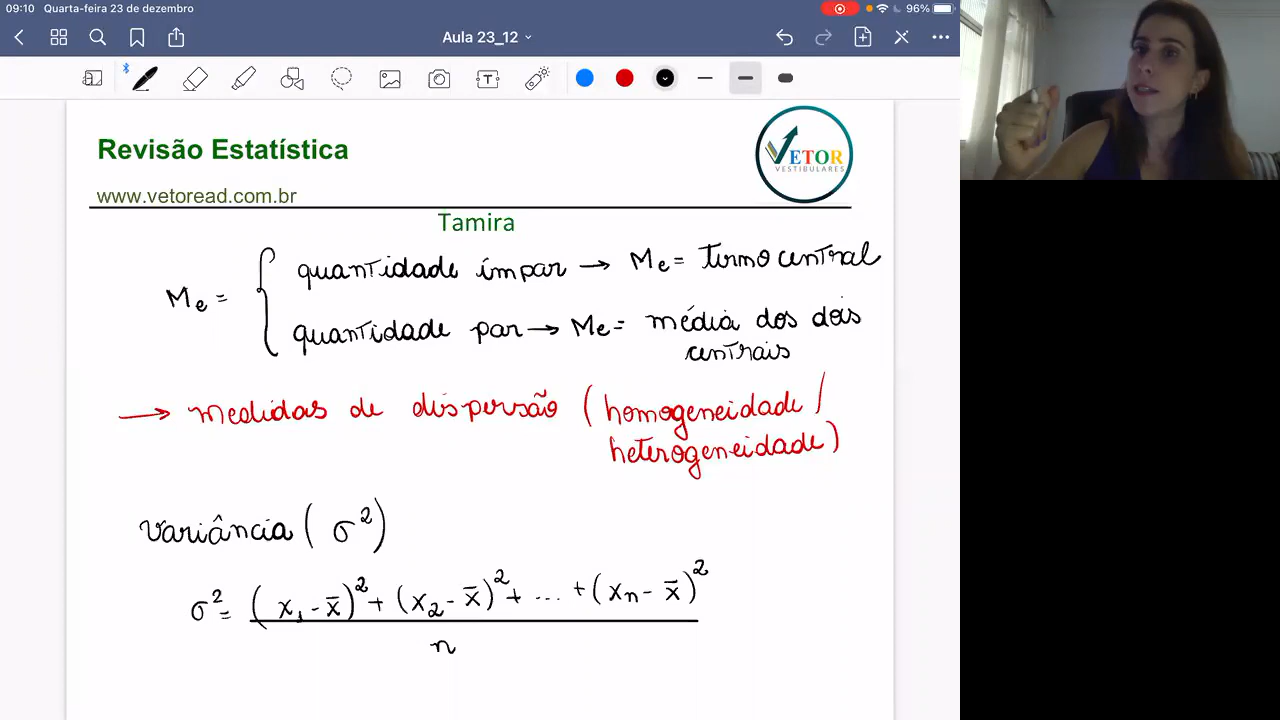 09:10 Quarta-feira 23 de dezembro
96%
Aula 23_12
T
Revisão Estatística
VETOR
VESTIBULARES
www.vetoread.com.br
Tamira
Me = { quantidade ímpar → Me = termo central
quantidade par → Me = média dos dois
centrais
→ medidas de dispersão (homogeneidade /
heterogeneidade)
variância (σ²)
σ² = (x₁ - x̄)² + (x₂ - x̄)² + ... + (xn - x̄)²
n